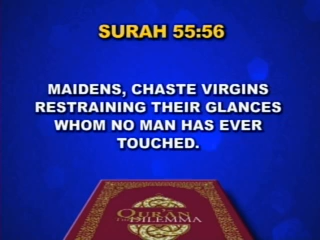 SURAH 55:56
MAIDENS, CHASTE VIRGINS
RESTRAINING THEIR GLANCES
WHOM NO MAN HAS EVER
TOUCHED.
QURAN
DILEMMA